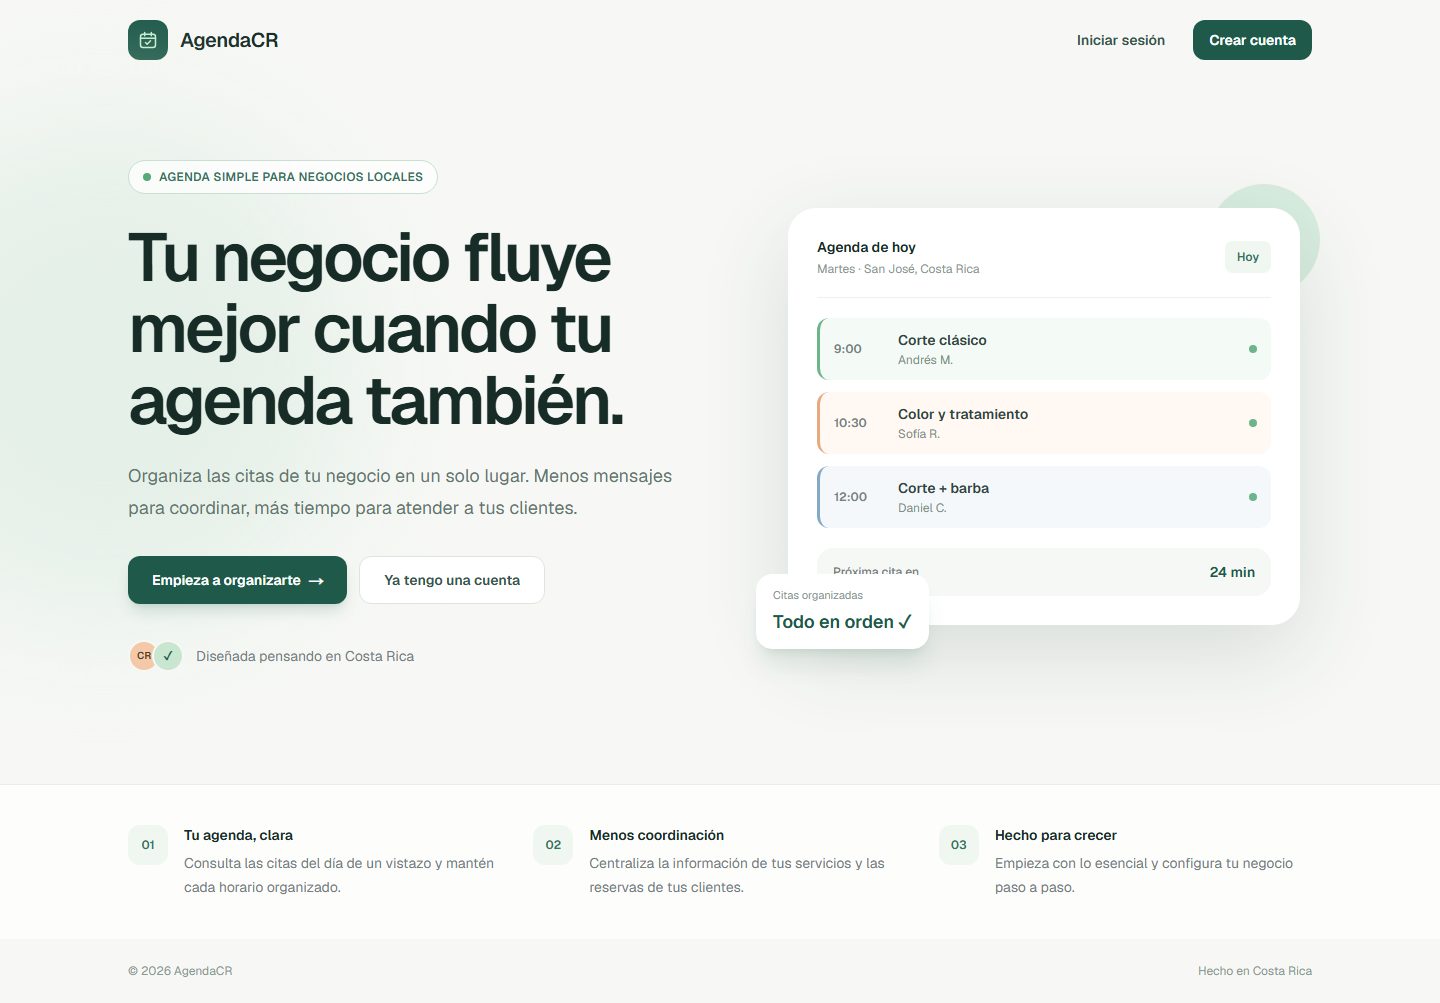 AgendaCR
Iniciar sesión
Crear cuenta
AGENDA SIMPLE PARA NEGOCIOS LOCALES
Tu negocio fluye
mejor cuando tu
agenda también.
Organiza las citas de tu negocio en un solo lugar. Menos mensajes
para coordinar, más tiempo para atender a tus clientes.
Empieza a organizarte →
Ya tengo una cuenta
CR ✓
Diseñada pensando en Costa Rica
Agenda de hoy
Martes · San José, Costa Rica
Hoy
9:00
Corte clásico
Andrés M.
10:30
Color y tratamiento
Sofía R.
12:00
Corte + barba
Daniel C.
Próxima cita en
24 min
Citas organizadas
Todo en orden ✓
01
Tu agenda, clara
Consulta las citas del día de un vistazo y mantén
cada horario organizado.
02
Menos coordinación
Centraliza la información de tus servicios y las
reservas de tus clientes.
03
Hecho para crecer
Empieza con lo esencial y configura tu negocio
paso a paso.
© 2026 AgendaCR
Hecho en Costa Rica